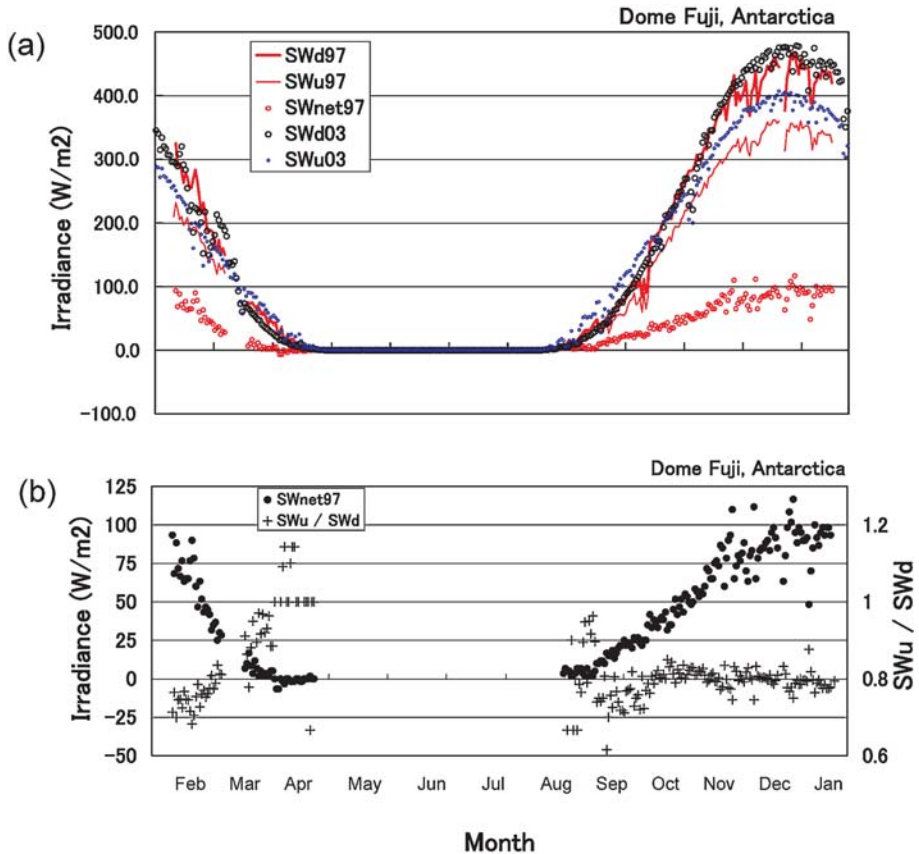 Dome Fuji, Antarctica
(a)
500.0
400.0
300.0
200.0
100.0
0.0
-100.0
Irradiance (W/m2)
SWd97
SWu97
SWnet97
SWd03
SWu03
Dome Fuji, Antarctica
(b)
125
100
75
50
25
0
-25
-50
Irradiance (W/m2)
SWnet97
SWu / SWd
1.2
1
0.8
0.6
SWu / SWd
Feb Mar Apr May Jun Jul Aug Sep Oct Nov Dec Jan
Month